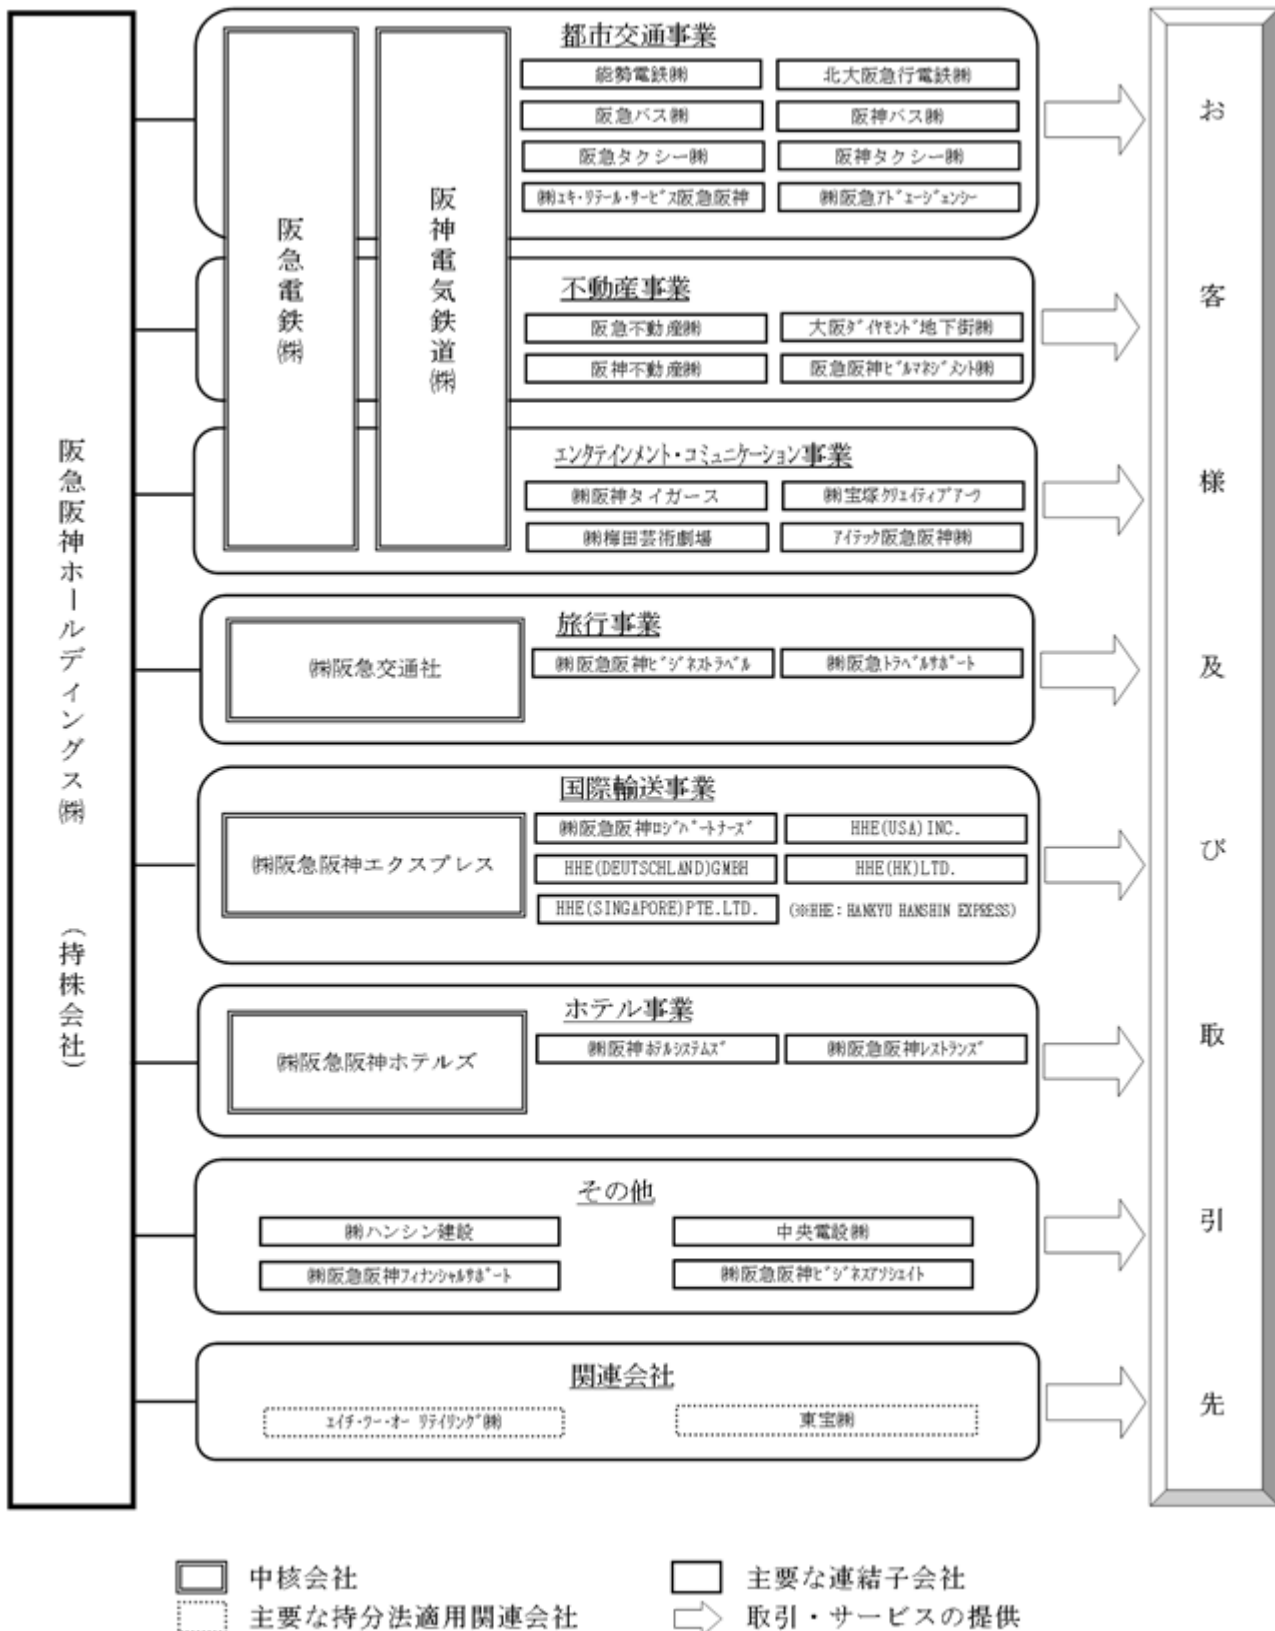 阪急阪神ホールディングス㈱
（持株会社）
阪急電鉄㈱
阪神電気鉄道㈱
都市交通事業
能勢電鉄㈱
北大阪急行電鉄㈱
阪急バス㈱
阪神バス㈱
阪急タクシー㈱
阪神タクシー㈱
㈱ｴｷ･ﾘﾃｰﾙ･ｻｰﾋﾞｽ阪急阪神
㈱阪急ｱﾄﾞｴｰｼﾞｪﾝｼｰ
不動産事業
阪急不動産㈱
大阪ﾀﾞｲﾔﾓﾝﾄﾞ地下街㈱
阪神不動産㈱
阪急阪神ﾋﾞﾙﾏﾈｼﾞﾒﾝﾄ㈱
ｴﾝﾀﾃｲﾝﾒﾝﾄ･ｺﾐｭﾆｹｰｼｮﾝ事業
㈱阪神タイガース
㈱宝塚ｸﾘｴｲﾃｨﾌﾞｱｰﾂ
㈱梅田芸術劇場
ｱｲﾃｯｸ阪急阪神㈱
旅行事業
㈱阪急交通社
㈱阪急阪神ﾋﾞｼﾞﾈｽﾄﾗﾍﾞﾙ
㈱阪急ﾄﾗﾍﾞﾙｻﾎﾟｰﾄ
国際輸送事業
㈱阪急阪神エクスプレス
㈱阪急阪神ﾛｼﾞﾊﾟｰﾄﾅｰｽﾞ
HHE(USA)INC.
HHE(DEUTSCHLAND)GMBH
HHE(HK)LTD.
HHE(SINGAPORE)PTE.LTD.
(※HHE：HANKYU HANSHIN EXPRESS)
ホテル事業
㈱阪急阪神ホテルズ
㈱阪神ﾎﾃﾙｼｽﾃﾑｽﾞ
㈱阪急阪神ﾚｽﾄﾗﾝｽﾞ
その他
㈱ハンシン建設
中央電設㈱
㈱阪急阪神ﾌｨﾅﾝｼｬﾙｻﾎﾟｰﾄ
㈱阪急阪神ﾋﾞｼﾞﾈｽｱｿｼｴｲﾄ
関連会社
ｴｲﾁ･ﾂｰ･ｵｰ ﾘﾃｲﾘﾝｸﾞ㈱
東宝㈱
お客様及び取引先
中核会社
主要な連結子会社
主要な持分法適用関連会社
取引・サービスの提供